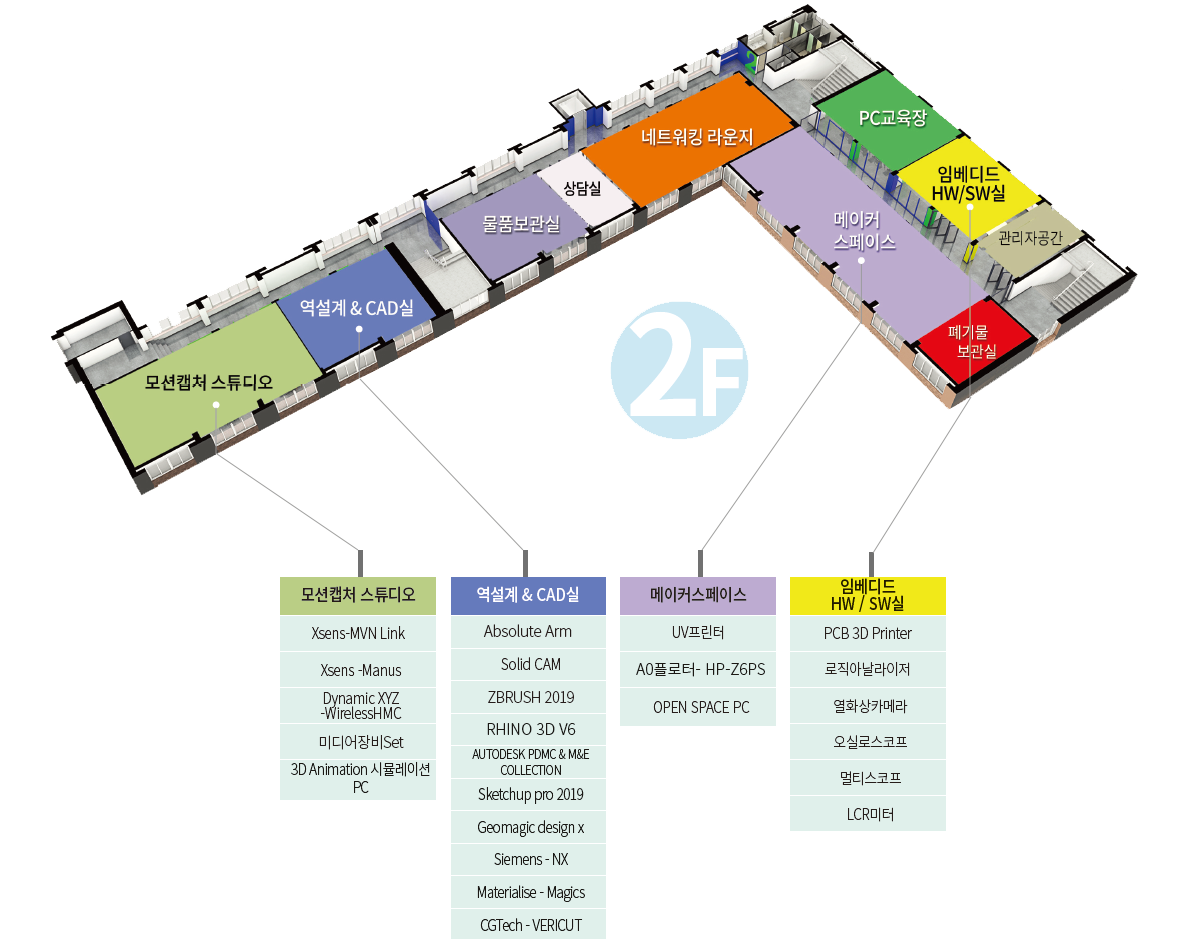 2
PC교육장
네트워킹 라운지
임베디드
HW/SW실
상담실
물품보관실
메이커
스페이스
관리자공간
역설계 & CAD실
폐기물
보관실
모션캡처 스튜디오
2F
모션캡처 스튜디오
Xsens-MVN Link
Xsens -Manus
Dynamic XYZ
-WirelessHMC
미디어장비Set
3D Animation 시뮬레이션
PC
역설계 & CAD실
Absolute Arm
Solid CAM
ZBRUSH 2019
RHINO 3D V6
AUTODESK PDMC & M&E
COLLECTION
Sketchup pro 2019
Geomagic design x
Siemens - NX
Materialise - Magics
CGTech - VERICUT
메이커스페이스
UV프린터
A0플로터- HP-Z6PS
OPEN SPACE PC
임베디드
HW / SW실
PCB 3D Printer
로직아날라이저
열화상카메라
오실로스코프
멀티스코프
LCR미터